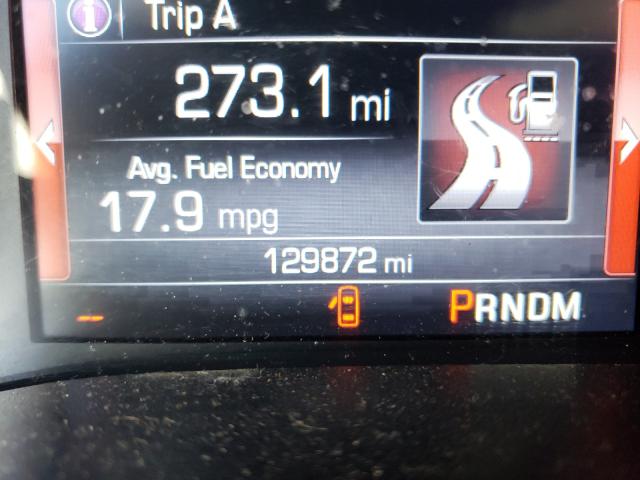 i Trip A
273.1 mi
Avg. Fuel Economy
17.9 mpg
129872 mi
-- PRNDM